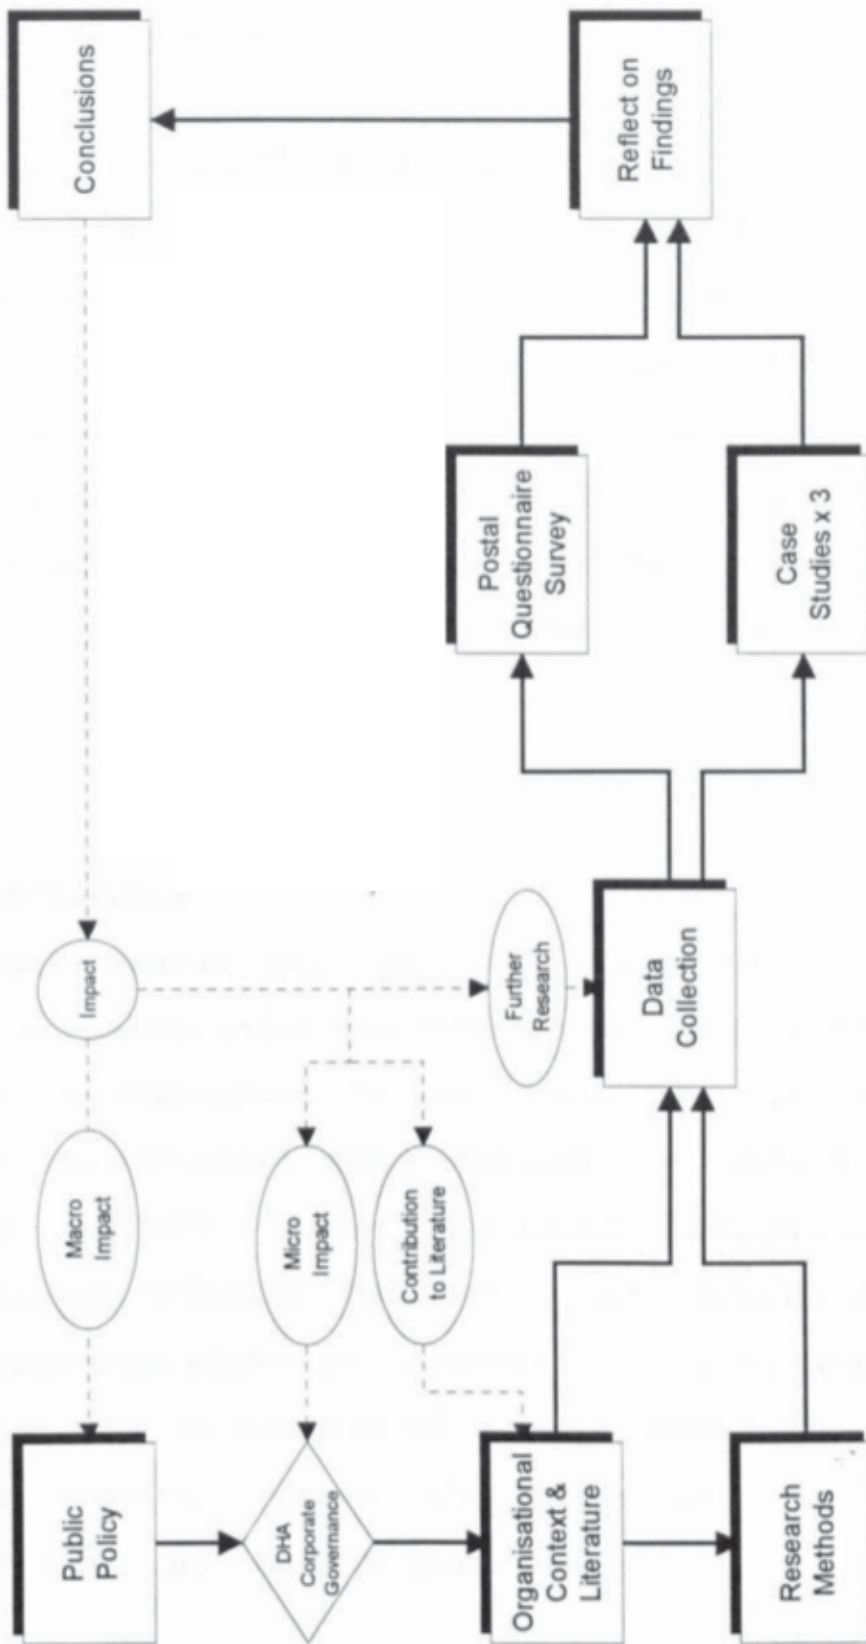 Public
Policy
DHA
Corporate
Governance
Organisational
Context &
Literature
Research
Methods
Macro
Impact
Micro
Impact
Contribution
to Literature
Impact
Further
Research
Data
Collection
Postal
Questionnaire
Survey
Case
Studies x 3
Conclusions
Reflect on
Findings